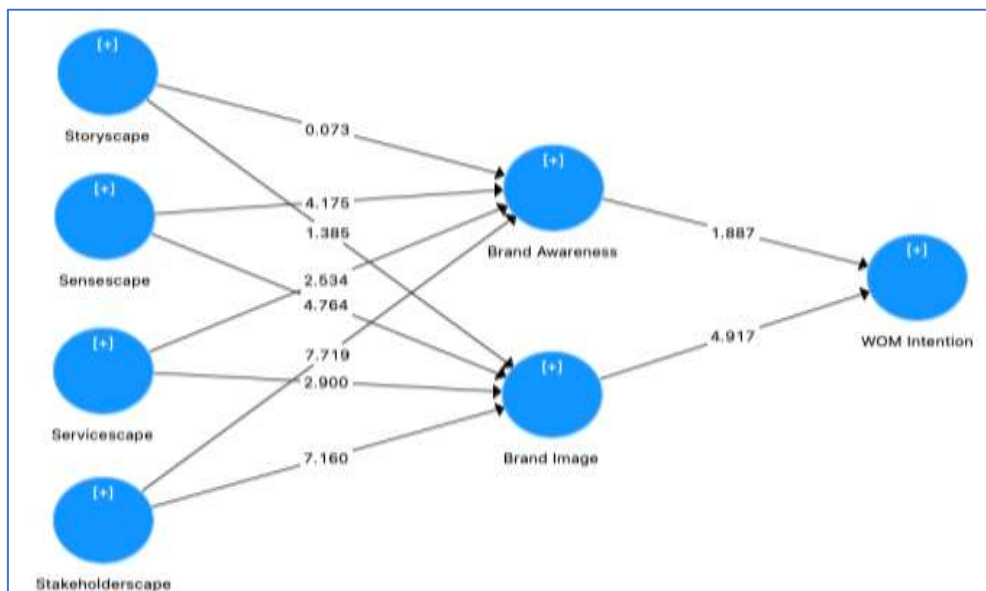 [+]
Storyscape
0.073
[+]
Brand Awareness
[+]
Sensescape
4.175
1.385
1.887
[+]
WOM Intention
2.534
4.764
[+]
Servicescape
7.719
2.900
[+]
Brand Image
4.917
[+]
Stakeholderscape
7.160